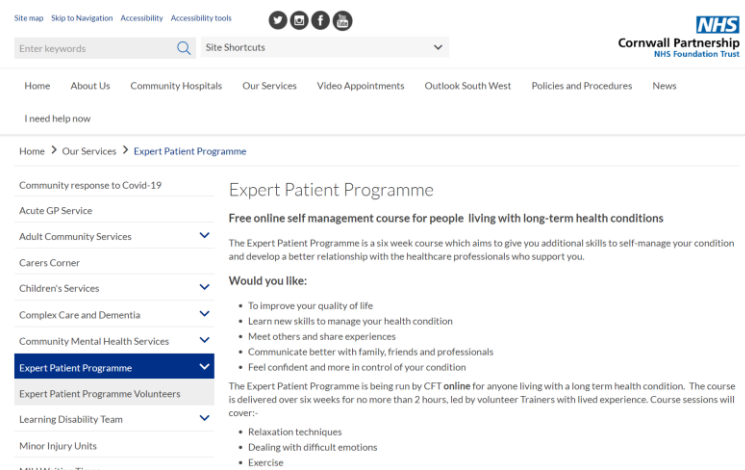 Site map Skip to Navigation Accessibility Accessibility tools
Enter keywords
Site Shortcuts
NHS
Cornwall Partnership
NHS Foundation Trust
Home About Us Community Hospitals Our Services Video Appointments Outlook South West Policies and Procedures News
I need help now
Home > Our Services > Expert Patient Programme
Community response to Covid-19
Acute GP Service
Adult Community Services
Carers Corner
Children's Services
Complex Care and Dementia
Community Mental Health Services
Expert Patient Programme
Expert Patient Programme Volunteers
Learning Disability Team
Minor Injury Units
Expert Patient Programme
Free online self management course for people living with long-term health conditions
The Expert Patient Programme is a six week course which aims to give you additional skills to self-manage your condition
and develop a better relationship with the healthcare professionals who support you.
Would you like:
• To improve your quality of life
• Learn new skills to manage your health condition
• Meet others and share experiences
• Communicate better with family, friends and professionals
• Feel confident and more in control of your condition
The Expert Patient Programme is being run by CFT online for anyone living with a long term health condition. The course
is delivered over six weeks for no more than 2 hours, led by volunteer Trainers with lived experience. Course sessions will
cover:-
• Relaxation techniques
• Dealing with difficult emotions
• Exercise